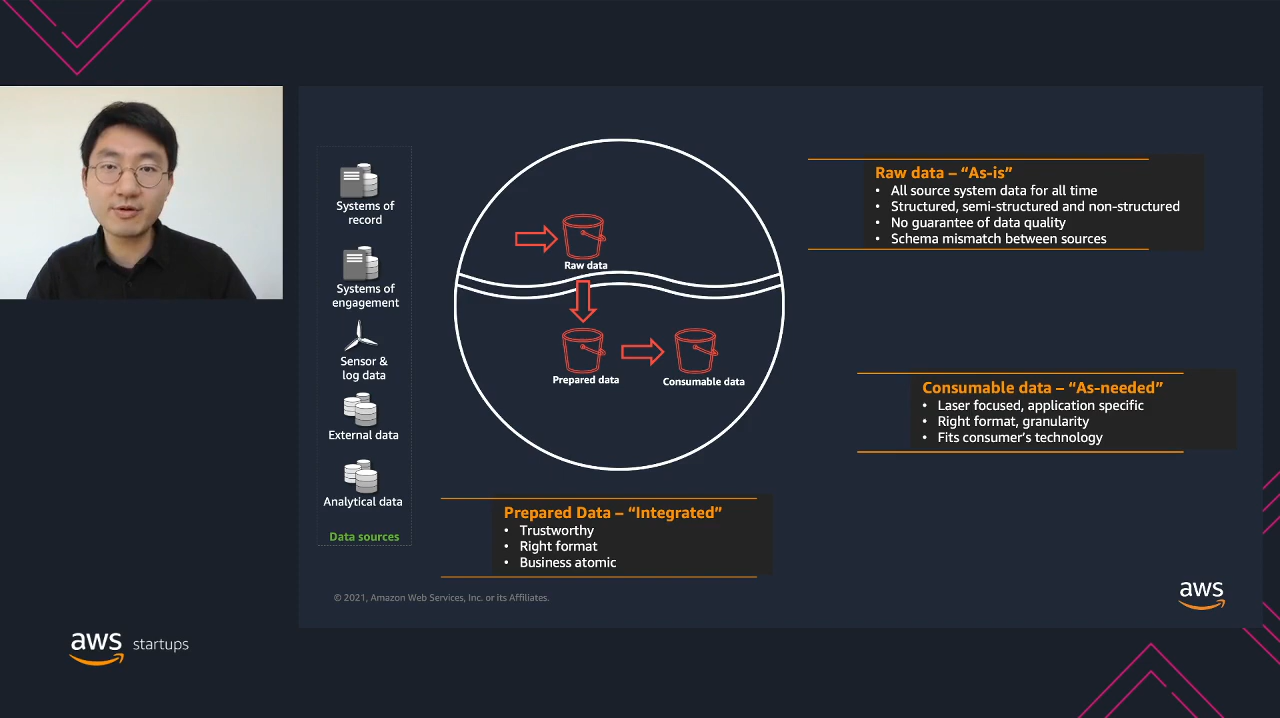 Systems of
record
Systems of
engagement
Sensor &
log data
External data
Analytical data
Data sources
Raw data
Prepared data
Consumable data
Raw data – “As-is”
• All source system data for all time
• Structured, semi-structured and non-structured
• No guarantee of data quality
• Schema mismatch between sources
Consumable data – “As-needed”
• Laser focused, application specific
• Right format, granularity
• Fits consumer’s technology
Prepared Data – “Integrated”
• Trustworthy
• Right format
• Business atomic
© 2021, Amazon Web Services, Inc. or its Affiliates.
aws
aws startups